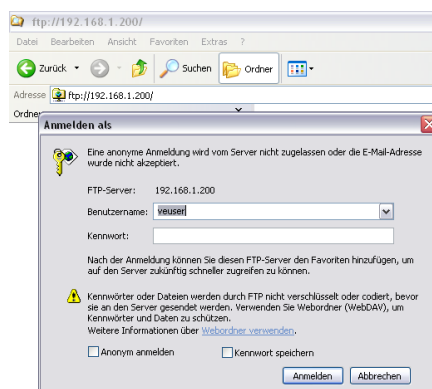 ftp://192.168.1.200/
Datei Bearbeiten Ansicht Favoriten Extras ?
Zurück Suchen Ordner
Adresse ftp://192.168.1.200/
Ordner
Anmelden als
Eine anonyme Anmeldung wird vom Server nicht zugelassen oder die E-Mail-Adresse
wurde nicht akzeptiert.
FTP-Server: 192.168.1.200
Benutzername: veuser
Kennwort:
Nach der Anmeldung können Sie diesen FTP-Server den Favoriten hinzufügen, um
auf den Server zukünftig schneller zugreifen zu können.
Kennwörter oder Dateien werden durch FTP nicht verschlüsselt oder codiert, bevor
sie an den Server gesendet werden. Verwenden Sie Webordner (WebDAV), um
Kennwörter und Daten zu schützen.
Weitere Informationen über Webordner verwenden.
Anonym anmelden Kennwort speichern
Anmelden Abbrechen